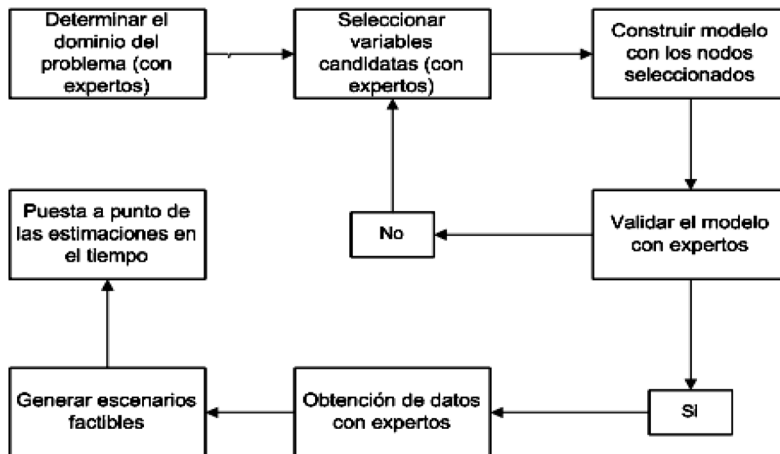 Determinar el
dominio del
problema (con
expertos)
Seleccionar
variables
candidatas (con
expertos)
Construir modelo
con los nodos
seleccionados
Puesta a punto de
las estimaciones en
el tiempo
No
Validar el modelo
con expertos
Generar escenarios
factibles
Obtención de datos
con expertos
Si